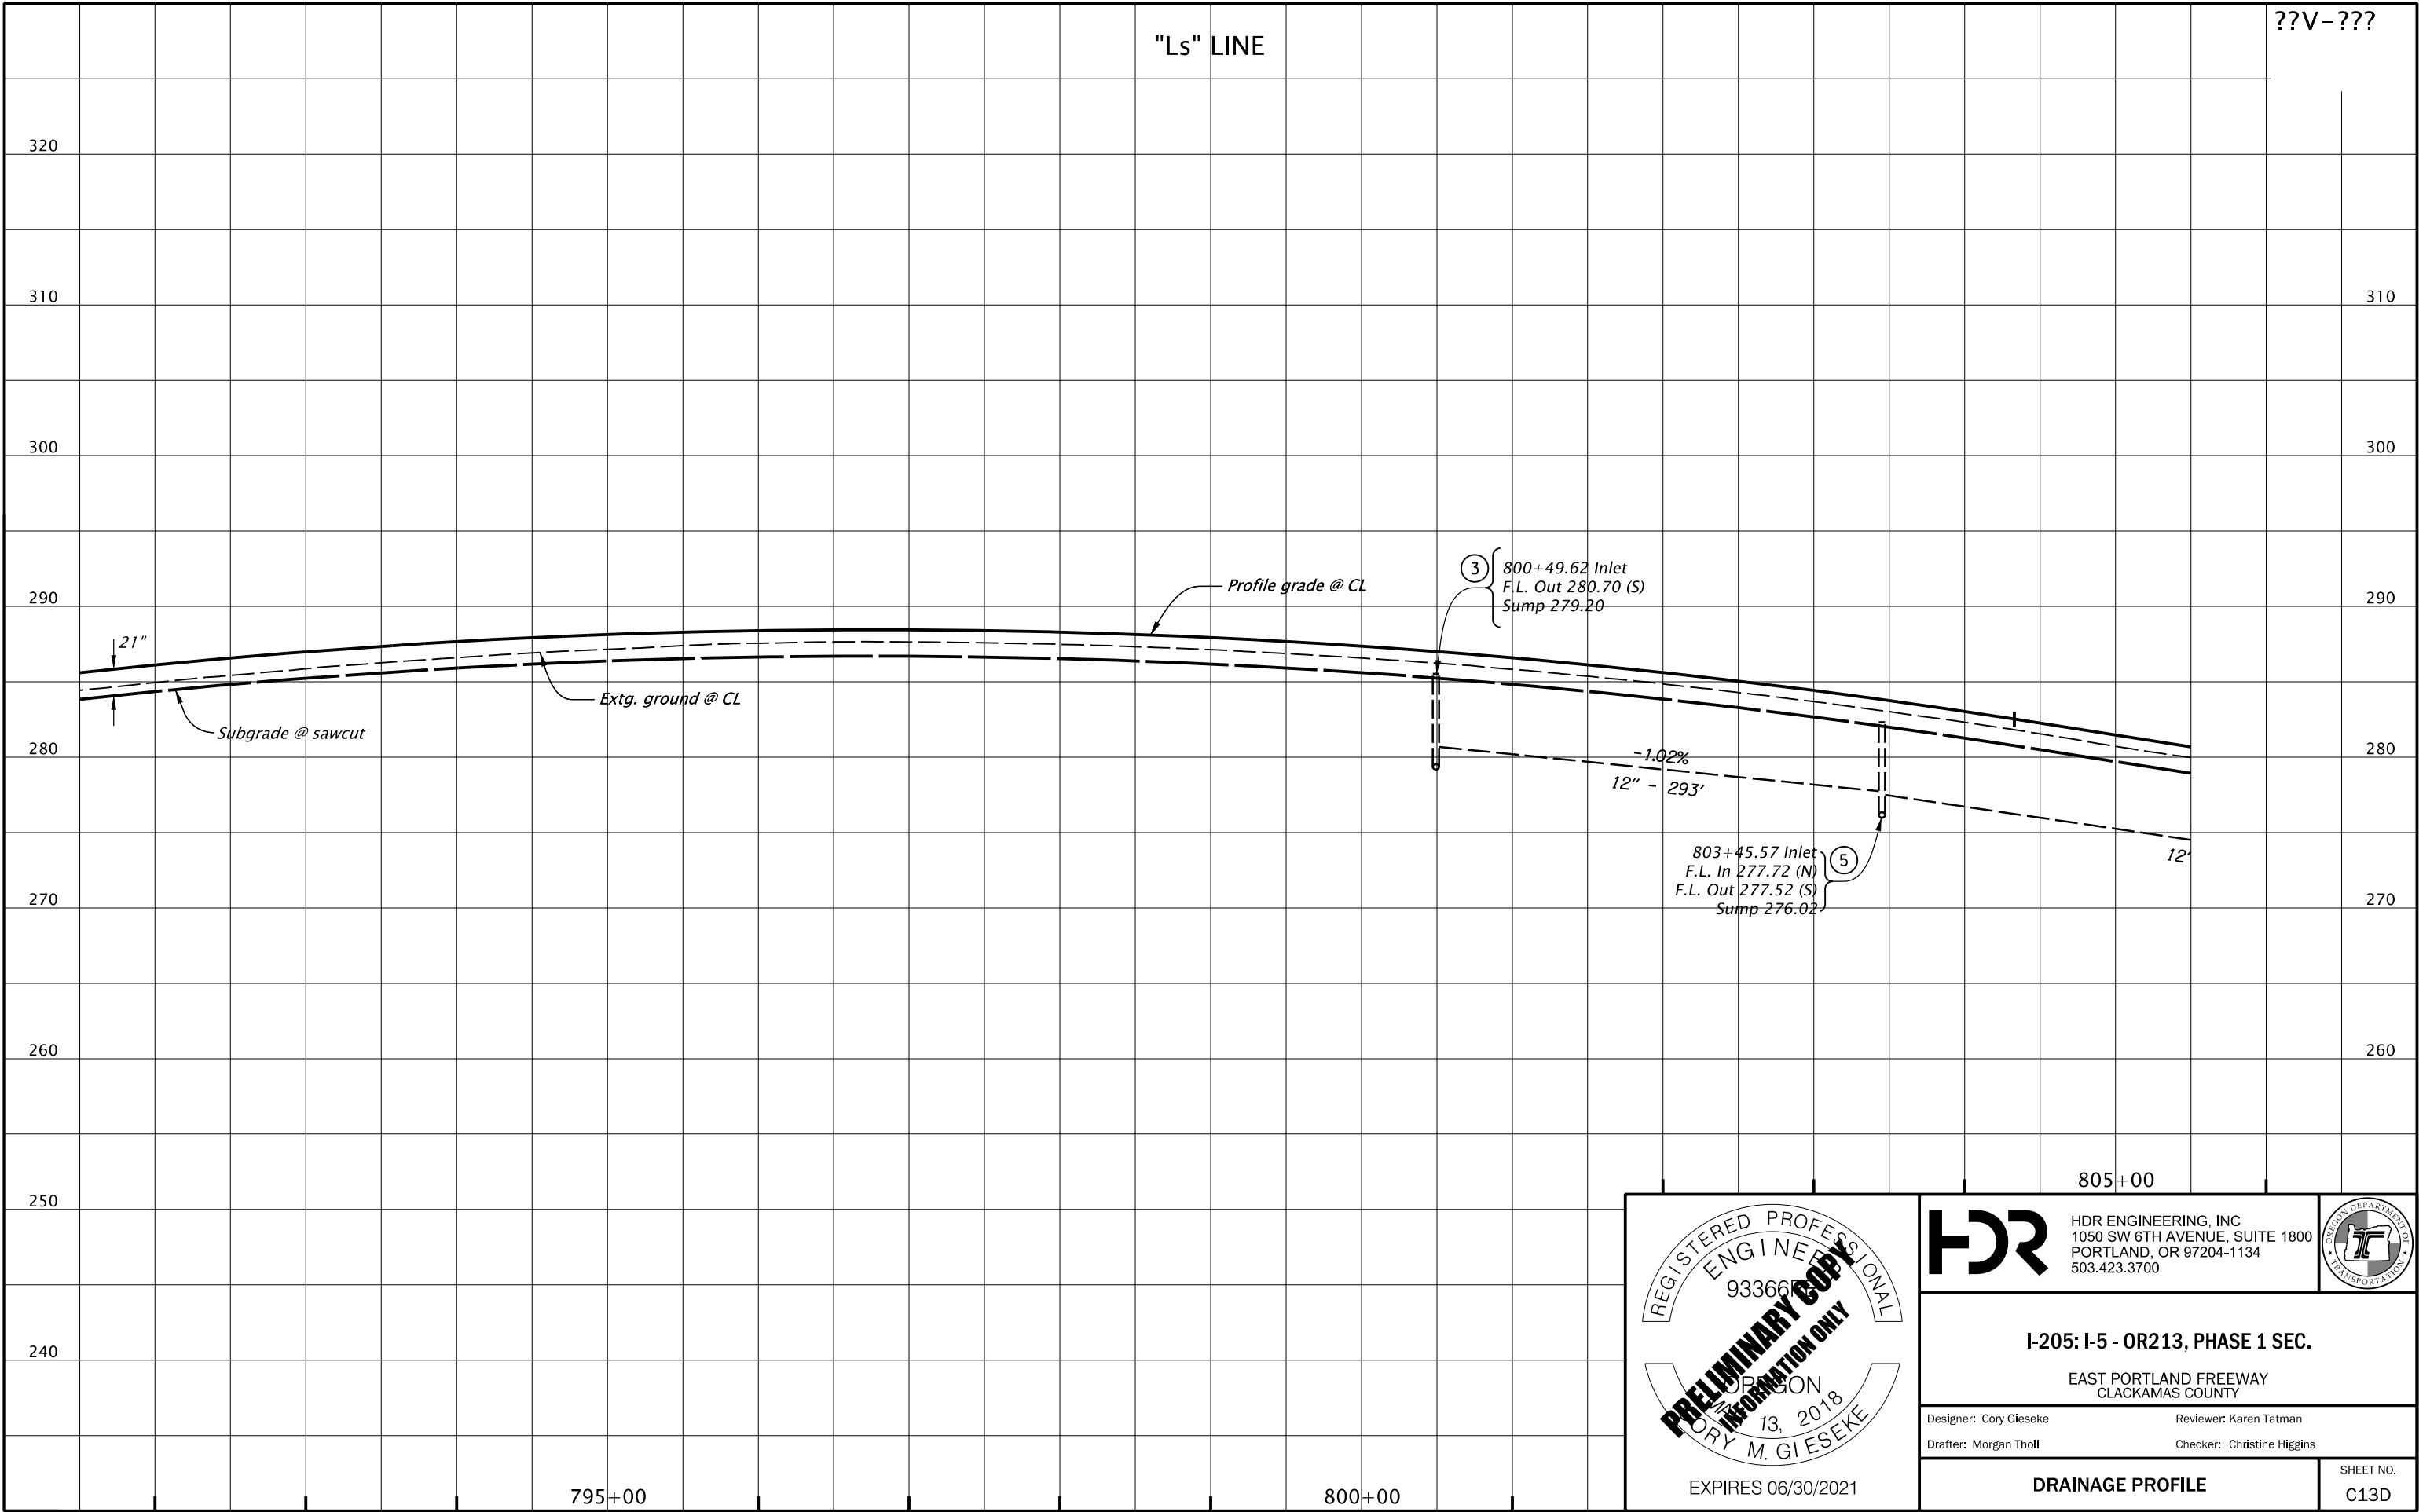 "Ls" LINE
??V-???
320
310
310
300
300
290
290
280
280
270
270
260
260
250
240
21"
Profile grade @ CL
Extg. ground @ CL
Subgrade @ sawcut
3
800+49.62 Inlet
F.L. Out 280.70 (S)
Sump 279.20
-1.02%
12" - 293'
803+45.57 Inlet
F.L. In 277.72 (N)
F.L. Out 277.52 (S)
Sump 276.02
5
12'
795+00
800+00
805+00
REGISTERED PROFESSIONAL
ENGINEER
OREGON
13, 2018
CORY M. GIESEKE
PRELIMINARY COPY
INFORMATION ONLY
EXPIRES 06/30/2021
HDR
HDR ENGINEERING, INC
1050 SW 6TH AVENUE, SUITE 1800
PORTLAND, OR 97204-1134
503.423.3700
OREGON DEPARTMENT OF
TRANSPORTATION
I-205: I-5 - OR213, PHASE 1 SEC.
EAST PORTLAND FREEWAY
CLACKAMAS COUNTY
Designer: Cory Gieseke
Reviewer: Karen Tatman
Drafter: Morgan Tholl
Checker: Christine Higgins
DRAINAGE PROFILE
SHEET NO.
C13D